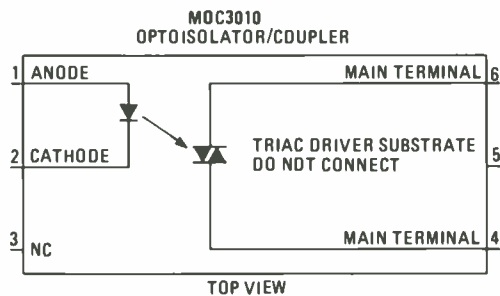 MOC3010
OPTOISOLATOR/COUPLER
1 ANODE
MAIN TERMINAL 6
TRIAC DRIVER SUBSTRATE
DO NDT CONNECT
5
2 CATHODE
3 NC
MAIN TERMINAL 4
TOP VIEW